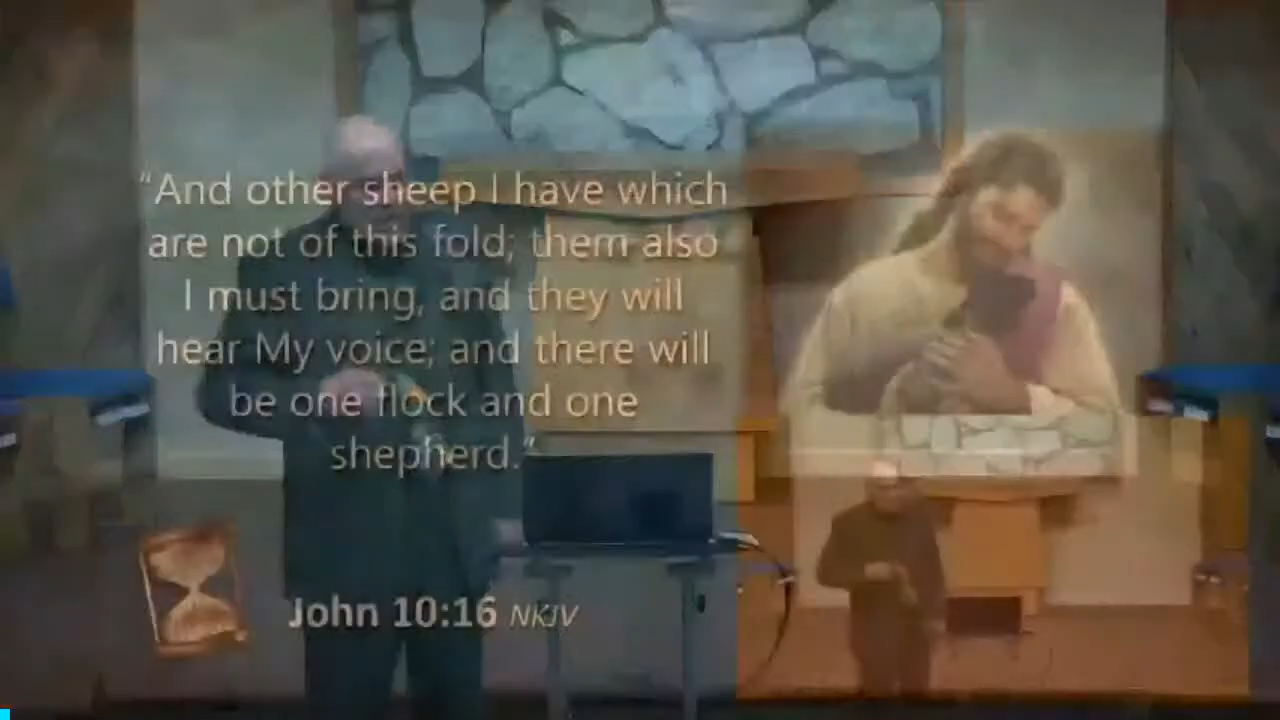 “And other sheep I have which
are not of this fold; them also
I must bring, and they will
hear My voice; and there will
be one flock and one
shepherd.”
John 10:16 NKJV